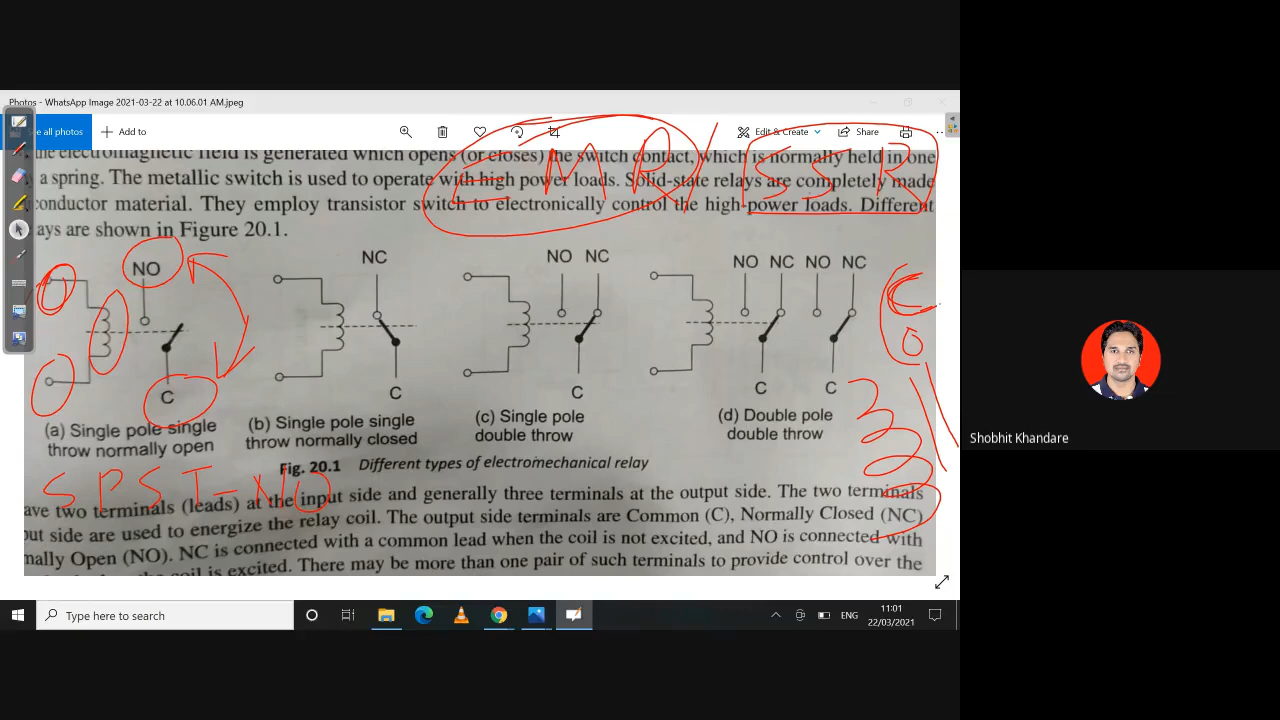 Photos - WhatsApp Image 2021-03-22 at 10.06.01 AM.jpeg
See all photos + Add to Edit & Create Share
the electromagnetic field is generated which opens (or closes) the switch contact, which is normally held one
a spring. The metallic switch is used to operate with high power loads. Solid-state relays are completely made
conductor material. They employ transistor switch to electronically control the high-power loads. Different
ays are shown in Figure 20.1.
EMR/ SSR
NO NC NO NC NO NC NO NC
C C C C C
(a) Single pole single throw normally open
(b) Single pole single throw normally closed
(c) Single pole double throw
(d) Double pole double throw
Fig. 20.1 Different types of electromechanical relay
SPST-NO
ave two terminals (leads) at the input side and generally three terminals at the output side. The two terminals
out side are used to energize the relay coil. The output side terminals are Common (C), Normally Closed (NC)
mally Open (NO). NC is connected with a common lead when the coil is not excited, and NO is connected with
coil is excited. There may be more than one pair of such terminals to provide control over the
Shobhit Khandare
Type here to search
ENG
11:01
22/03/2021